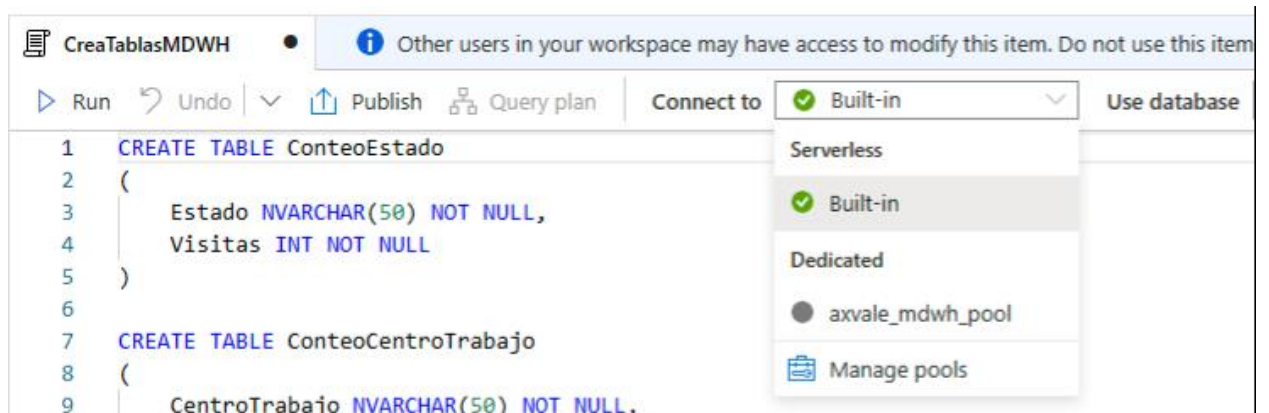 CreaTablasMDWH Other users in your workspace may have access to modify this item. Do not use this item
Run Undo Publish Query plan Connect to Built-in Use database
Serverless
Built-in
Dedicated
axvale_mdwh_pool
Manage pools
1 CREATE TABLE ConteoEstado
2 (
3 Estado NVARCHAR(50) NOT NULL,
4 Visitas INT NOT NULL
5 )
6
7 CREATE TABLE ConteoCentroTrabajo
8 (
9 CentroTrabajo NVARCHAR(50) NOT NULL,